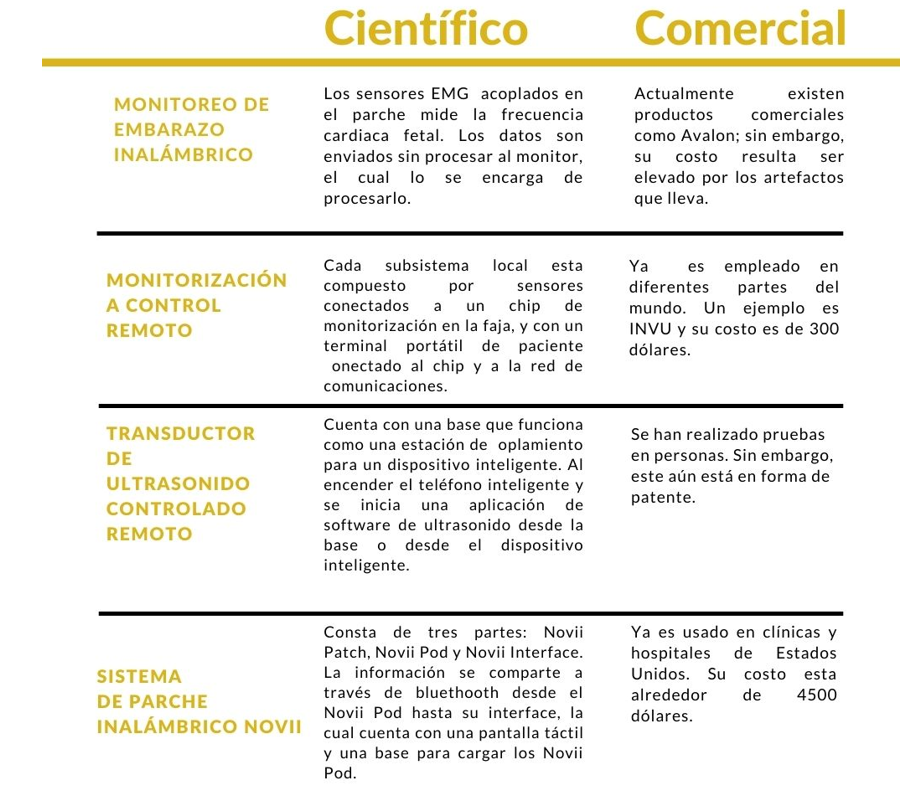 Científico
Comercial
MONITOREO DE
EMBARAZO
INALÁMBRICO
Los sensores EMG acoplados en
el parche mide la frecuencia
cardiaca fetal. Los datos son
enviados sin procesar al monitor,
el cual lo se encarga de
procesarlo.
Actualmente existen
productos comerciales
como Avalon; sin embargo,
su costo resulta ser
elevado por los artefactos
que lleva.
MONITORIZACIÓN
A CONTROL
REMOTO
Cada subsistema local esta
compuesto por sensores
conectados a un chip de
monitorización en la faja, y con un
terminal portátil de paciente
onectado al chip y a la red de
comunicaciones.
Ya es empleado en
diferentes partes del
mundo. Un ejemplo es
INVU y su costo es de 300
dólares.
TRANSDUCTOR
DE
ULTRASONIDO
CONTROLADO
REMOTO
Cuenta con una base que funciona
como una estación de oplamiento
para un dispositivo inteligente. Al
encender el teléfono inteligente y
se inicia una aplicación de
software de ultrasonido desde la
base o desde el dispositivo
inteligente.
Se han realizado pruebas
en personas. Sin embargo,
este aún está en forma de
patente.
SISTEMA
DE PARCHE
INALÁMBRICO NOVII
Consta de tres partes: Novii
Patch, Novii Pod y Novii Interface.
La información se comparte a
través de bluethooth desde el
Novii Pod hasta su interface, la
cual cuenta con una pantalla táctil
y una base para cargar los Novii
Pod.
Ya es usado en clínicas y
hospitales de Estados
Unidos. Su costo esta
alrededor de 4500
dólares.